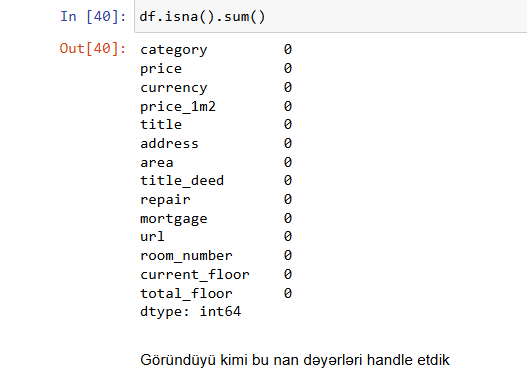 In [40]: df.isna().sum()
Out[40]: category 0
price 0
currency 0
price_1m2 0
title 0
address 0
area 0
title_deed 0
repair 0
mortgage 0
url 0
room_number 0
current_floor 0
total_floor 0
dtype: int64
Göründüyü kimi bu nan dəyərləri handle etdik